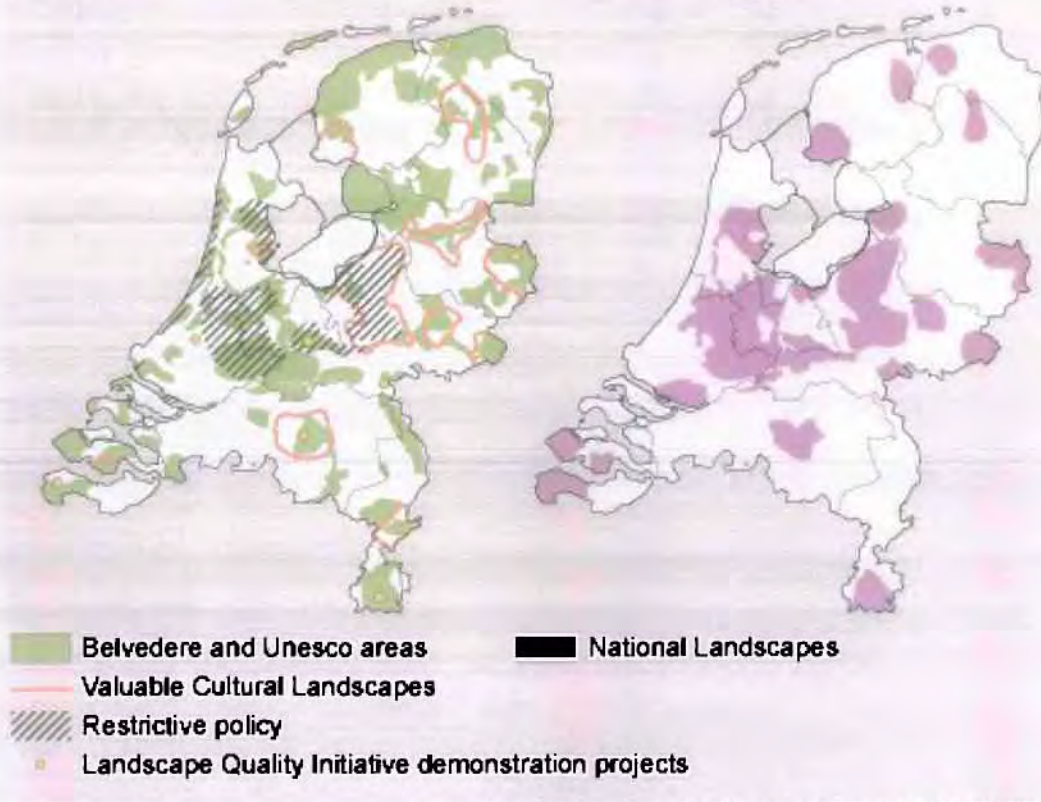 Belvedere and Unesco areas
National Landscapes
Valuable Cultural Landscapes
Restrictive policy
Landscape Quality Initiative demonstration projects